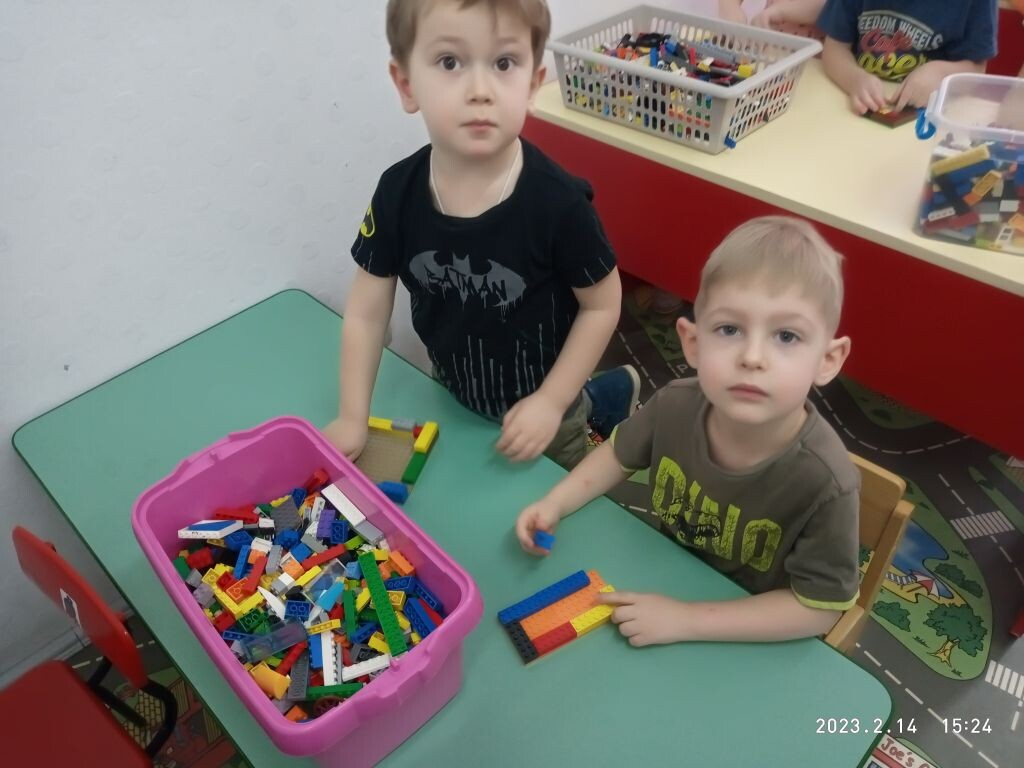 FREEDOM WHEELS
BATMAN
DINO
2023.2.14 15:24
Joe's